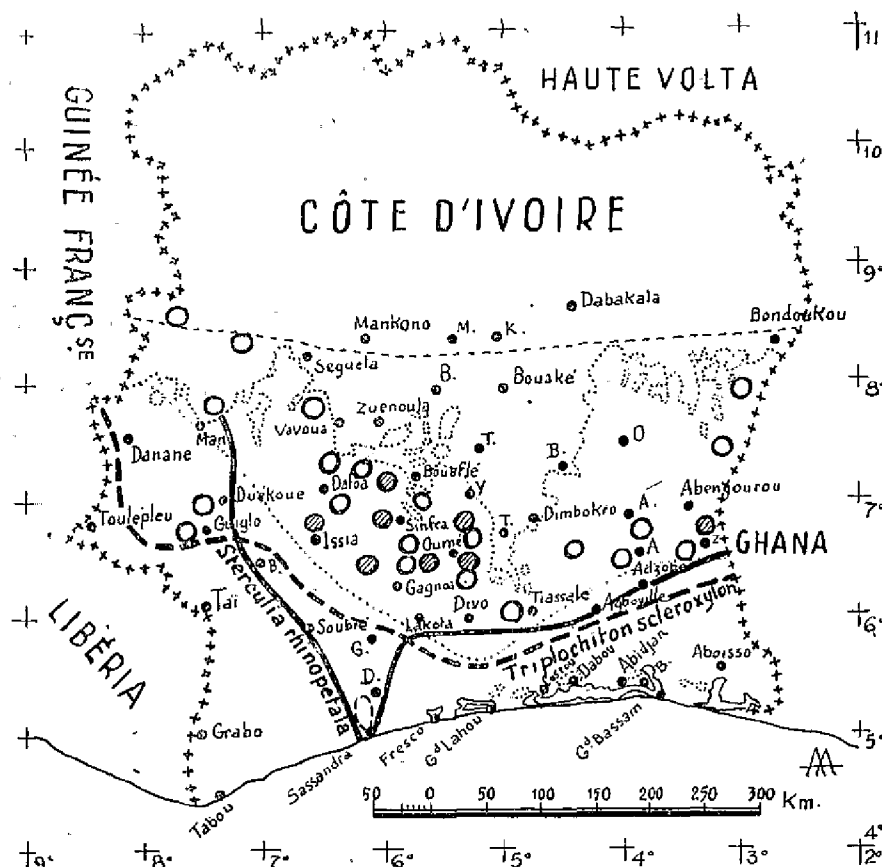 11
HAUTE VOLTA
GUINÉE FRANÇSE
10
CÔTE D'IVOIRE
9°
Dabakala
Mankono
M.
K.
Bondoukou
Seguela
8°
B.
Bouaké
Zuenoula
Vavoua
Man
T.
O
Danane
B.
Daloa
Bouaflé
Y
Duekoue
Abengourou
7°
Toulepleu
Guiglo
Sinfra
T.
Dimbokro
A.
Issia
Oumé
A
z
GHANA
B.
Adzopé
Gagnoa
LIBÉRIA
Taï
Sterculia rhinopetala
Soubré
Lakota
Divo
Tiassale
Agboville
6°
Triplochiton scleroxylon
G.
D.
Dabou
Abidjan
B.
Aboisso
Grabo
5°
Sassandra
Fresco
Gd Lahou
Gd Bassam
Tabou
50 0 50 100 150 200 250 300
Km.
9° 8° 7° 6° 5° 4° 3° 2°